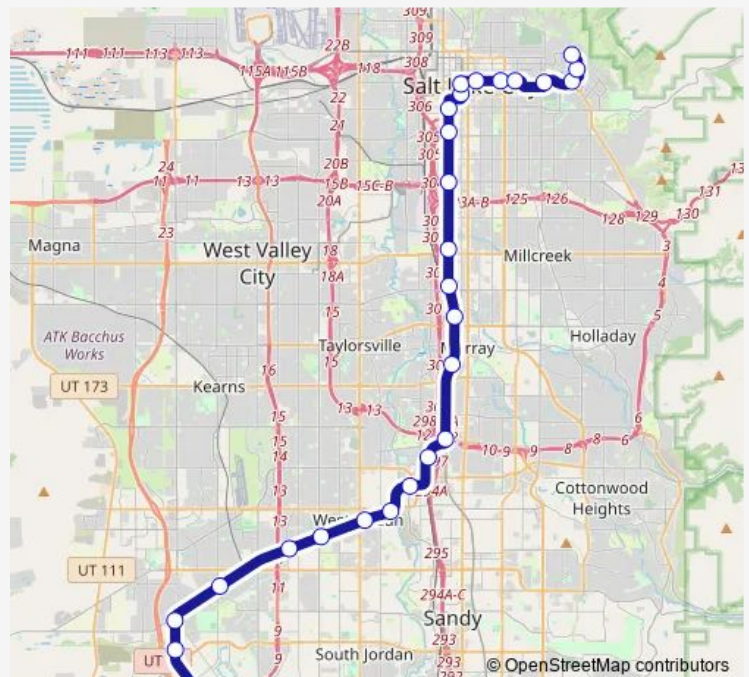 309
111 111 113 113
22B
309
115A 115B
118
308
22
Salt
306
21
305
24
20B
11 11
13 13
15B 15C-B
20A
3A-B 125 126
131
128 129 130
23
Magna
West Valley
City
18
18A
Millcreek
3
4
15
5
ATK Bacchus
Works
Taylorsville
15
Holladay
UT 173
Kearns
16
13 13
6
15
15
14
10 9 9 8 8 6
13
Cottonwood
Heights
13
295
UT 111
11
294A-C
Sandy
9
293
UT
South Jordan
9
293
© OpenStreetMap contributors